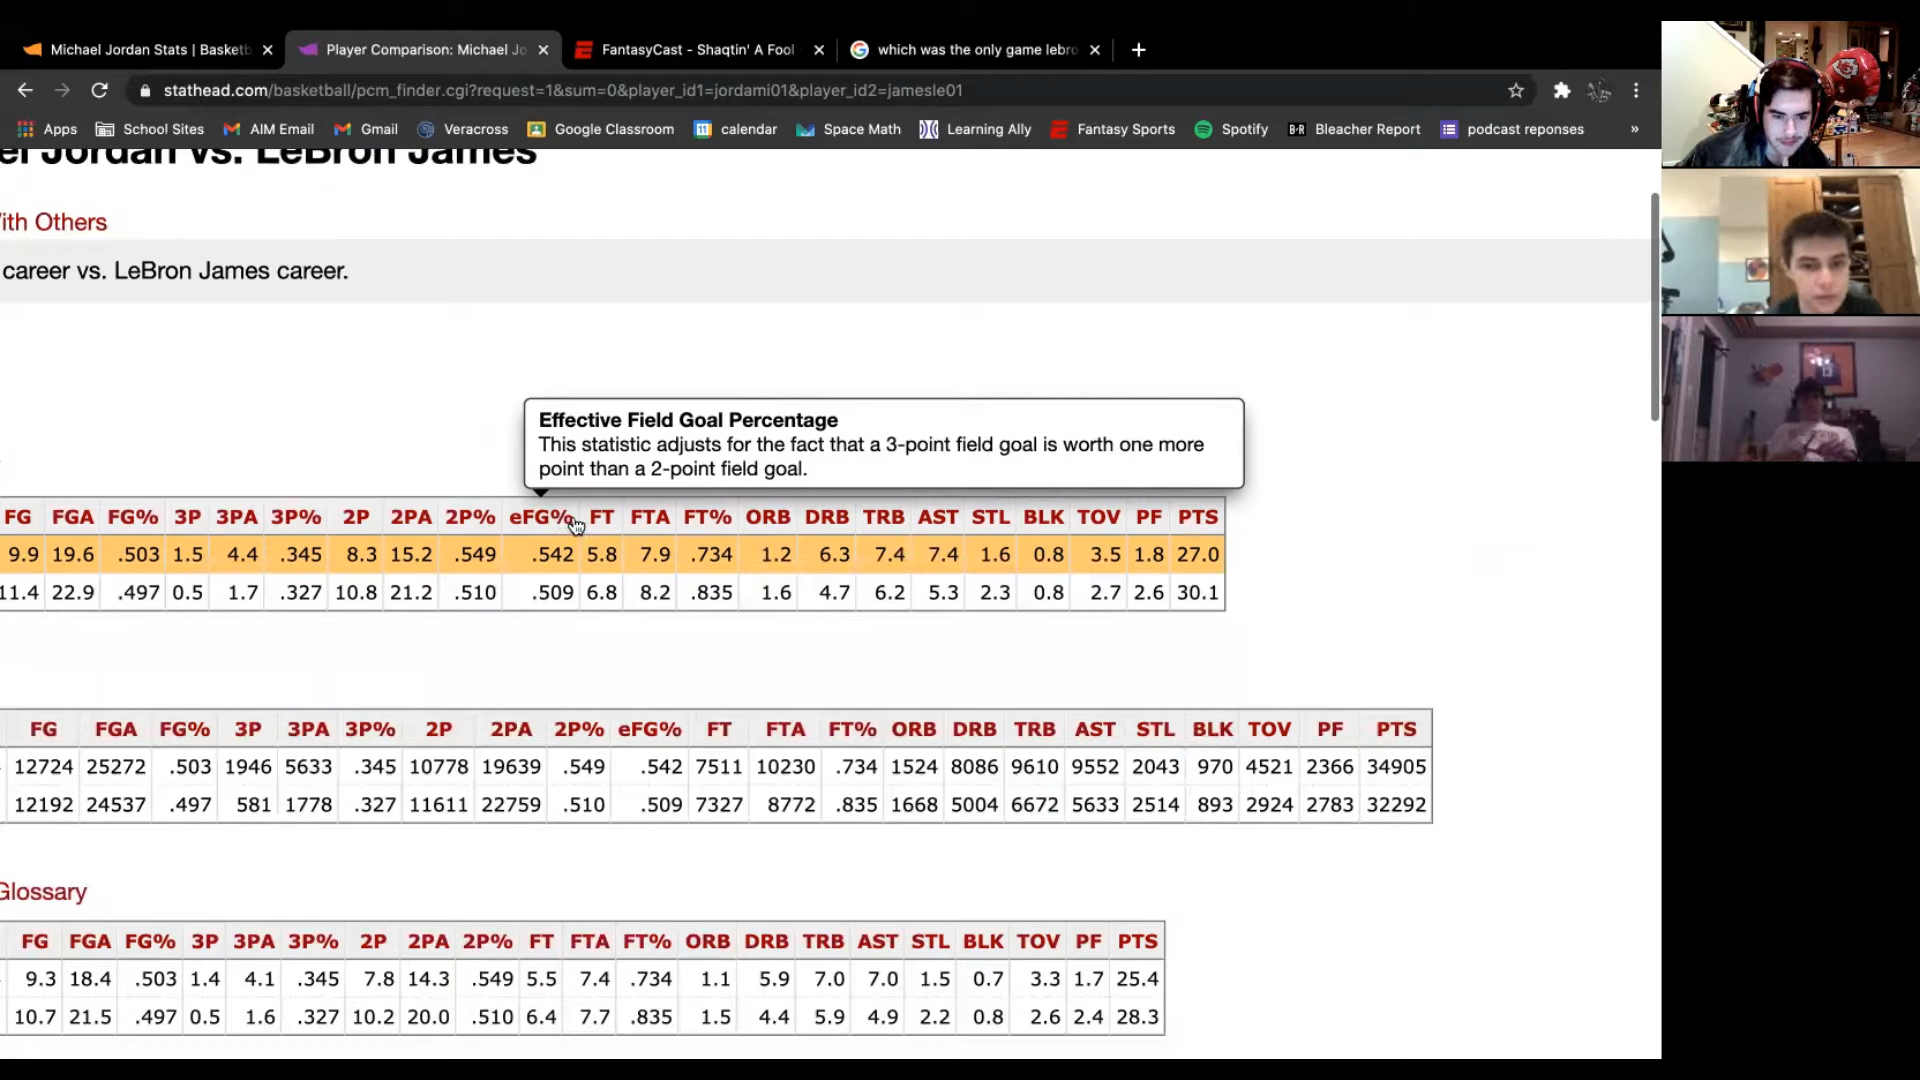 Michael Jordan Stats | Basketb
Player Comparison: Michael Jo
FantasyCast - Shaqtin' A Fool
which was the only game lebro
stathead.com/basketball/pcm_finder.cgi?request=1&sum=0&player_id1=jordami01&player_id2=jamesle01
Apps School Sites AIM Email Gmail Veracross Google Classroom calendar Space Math Learning Ally Fantasy Sports Spotify B·R Bleacher Report podcast reponses »
el Jordan vs. LeBron James
ith Others
career vs. LeBron James career.
Effective Field Goal Percentage
This statistic adjusts for the fact that a 3-point field goal is worth one more
point than a 2-point field goal.
FG FGA FG% 3P 3PA 3P% 2P 2PA 2P% eFG% FT FTA FT% ORB DRB TRB AST STL BLK TOV PF PTS
9.9 19.6 .503 1.5 4.4 .345 8.3 15.2 .549 .542 5.8 7.9 .734 1.2 6.3 7.4 7.4 1.6 0.8 3.5 1.8 27.0
11.4 22.9 .497 0.5 1.7 .327 10.8 21.2 .510 .509 6.8 8.2 .835 1.6 4.7 6.2 5.3 2.3 0.8 2.7 2.6 30.1
FG FGA FG% 3P 3PA 3P% 2P 2PA 2P% eFG% FT FTA FT% ORB DRB TRB AST STL BLK TOV PF PTS
12724 25272 .503 1946 5633 .345 10778 19639 .549 .542 7511 10230 .734 1524 8086 9610 9552 2043 970 4521 2366 34905
12192 24537 .497 581 1778 .327 11611 22759 .510 .509 7327 8772 .835 1668 5004 6672 5633 2514 893 2924 2783 32292
Glossary
FG FGA FG% 3P 3PA 3P% 2P 2PA 2P% FT FTA FT% ORB DRB TRB AST STL BLK TOV PF PTS
9.3 18.4 .503 1.4 4.1 .345 7.8 14.3 .549 5.5 7.4 .734 1.1 5.9 7.0 7.0 1.5 0.7 3.3 1.7 25.4
10.7 21.5 .497 0.5 1.6 .327 10.2 20.0 .510 6.4 7.7 .835 1.5 4.4 5.9 4.9 2.2 0.8 2.6 2.4 28.3